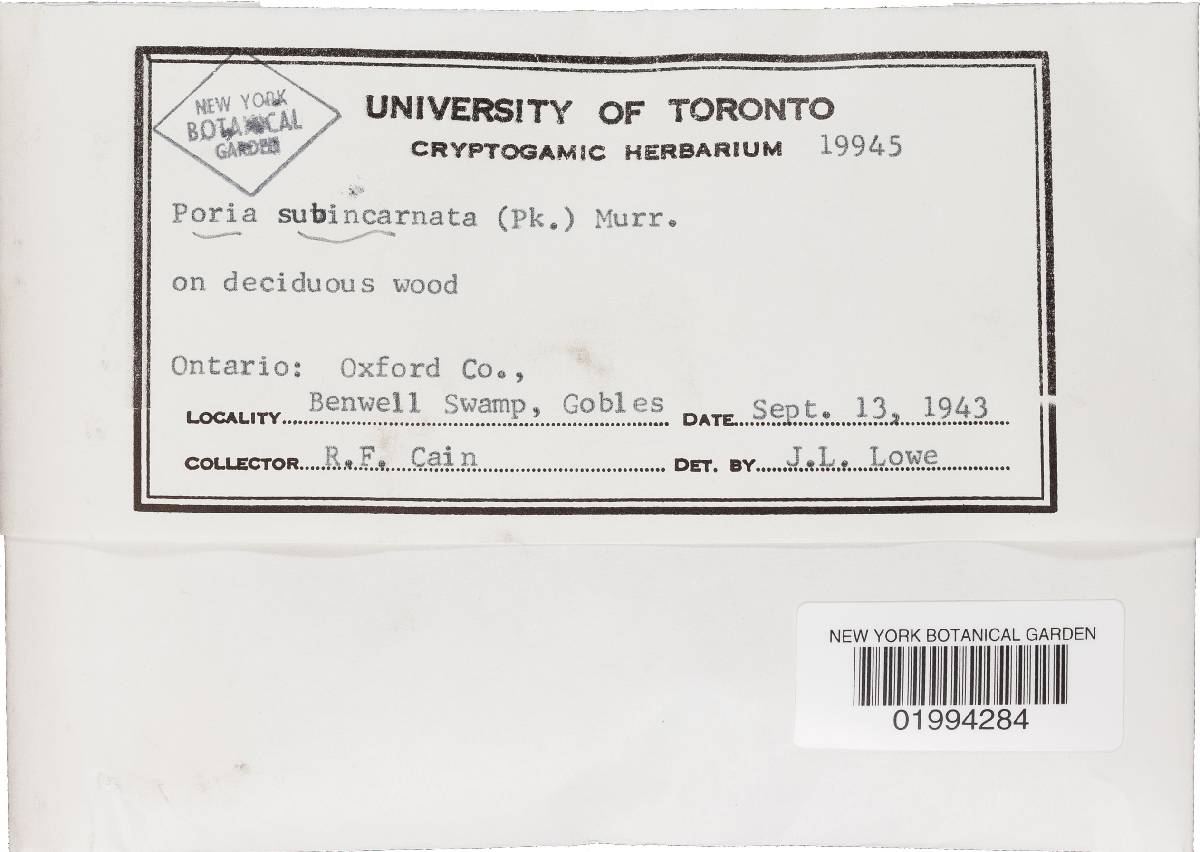 NEW YORK
BOTANICAL
GARDEN
UNIVERSITY OF TORONTO
CRYPTOGAMIC HERBARIUM 19945
Poria subincarnata (Pk.) Murr.
on deciduous wood
Ontario: Oxford Co.,
LOCALITY Benwell Swamp, Gobles DATE Sept. 13, 1943
COLLECTOR R.F. Cain DET. BY J.L. Lowe
NEW YORK BOTANICAL GARDEN
01994284